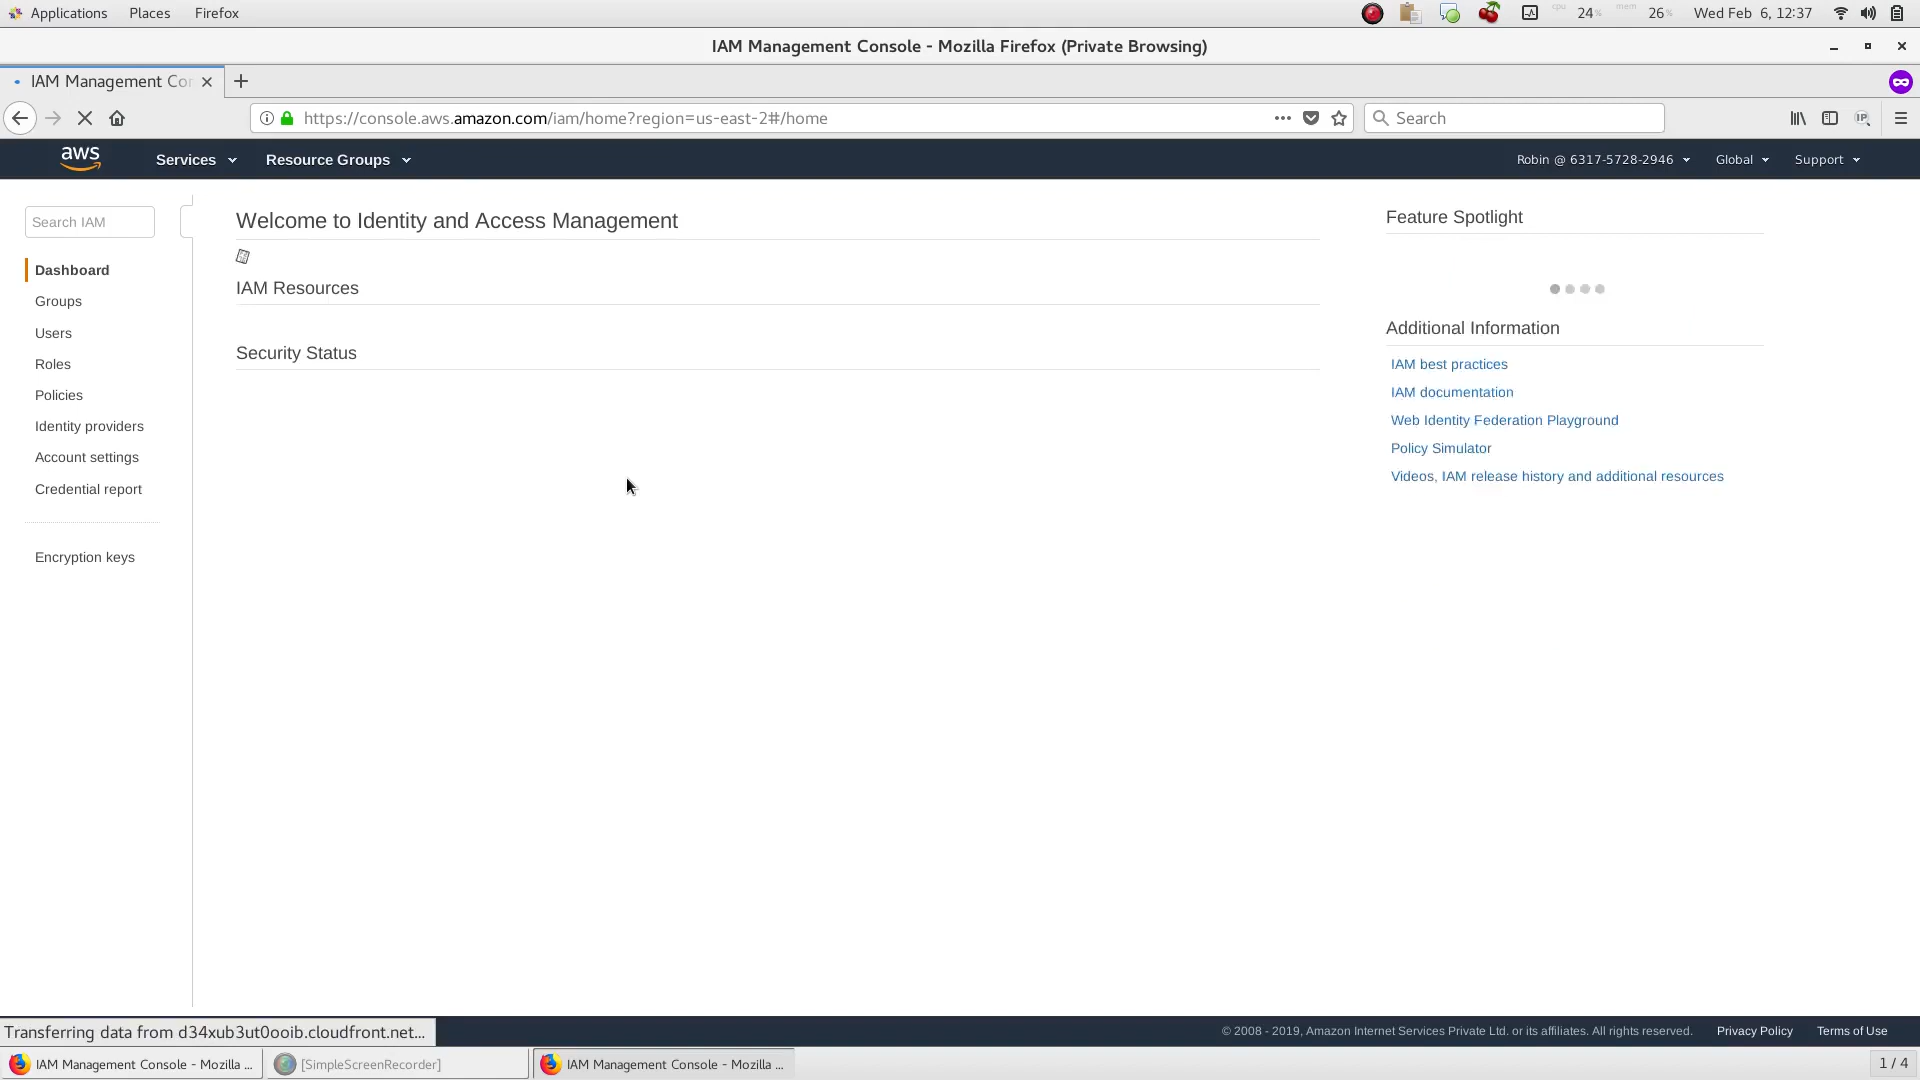 Applications Places Firefox cpu 24% mem 26% Wed Feb 6, 12:37
IAM Management Console - Mozilla Firefox (Private Browsing)
IAM Management Con
https://console.aws.amazon.com/iam/home?region=us-east-2#/home
Search
IP
aws Services Resource Groups Robin @ 6317-5728-2946 Global Support
Search IAM
Dashboard
Groups
Users
Roles
Policies
Identity providers
Account settings
Credential report
Encryption keys
Welcome to Identity and Access Management
IAM Resources
Security Status
Feature Spotlight
Additional Information
IAM best practices
IAM documentation
Web Identity Federation Playground
Policy Simulator
Videos, IAM release history and additional resources
Transferring data from d34xub3ut0ooib.cloudfront.net...
© 2008 - 2019, Amazon Internet Services Private Ltd. or its affiliates. All rights reserved. Privacy Policy Terms of Use
IAM Management Console - Mozilla ... [SimpleScreenRecorder] IAM Management Console - Mozilla ... 1 / 4